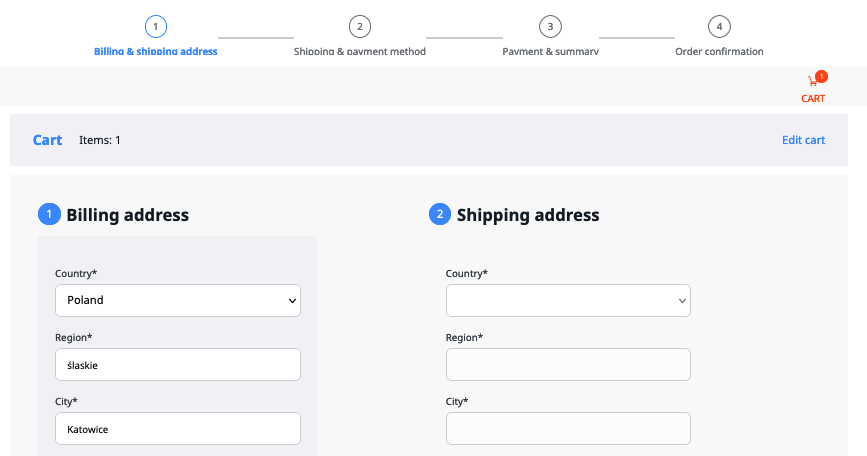 1 2 3 4
Billing & shipping address Shipping & payment method Payment & summary Order confirmation
1
CART
Cart Items: 1 Edit cart
1 Billing address
Country*
Poland
Region*
ślaskie
City*
Katowice
2 Shipping address
Country*
Region*
City*